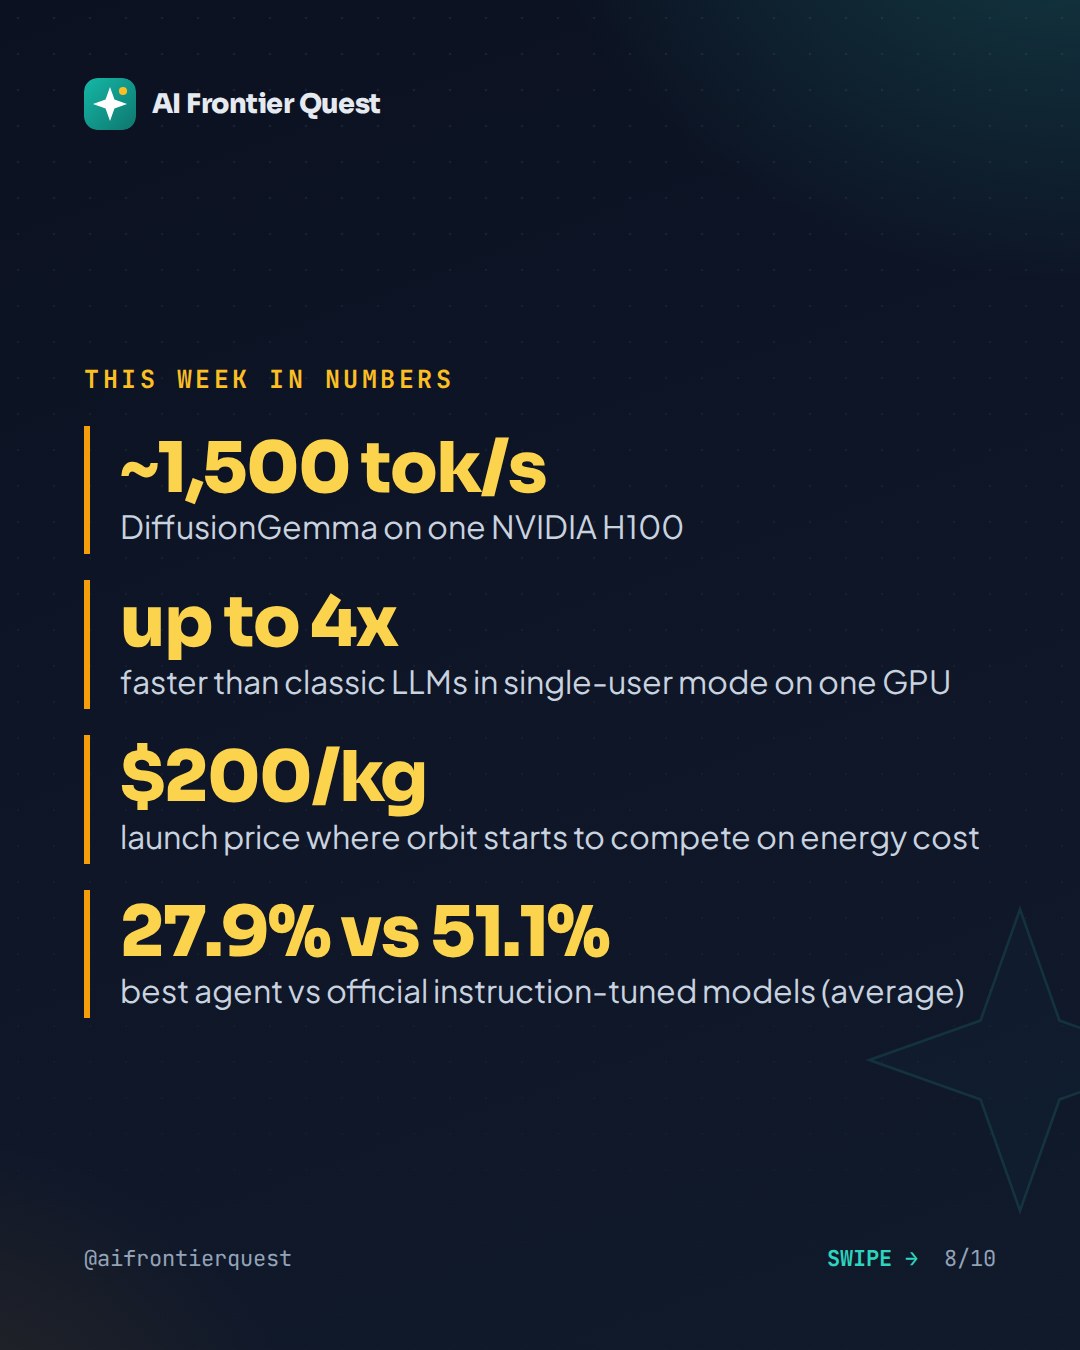 AI Frontier Quest
THIS WEEK IN NUMBERS
~1,500 tok/s
DiffusionGemma on one NVIDIA H100
up to 4x
faster than classic LLMs in single-user mode on one GPU
$200/kg
launch price where orbit starts to compete on energy cost
27.9% vs 51.1%
best agent vs official instruction-tuned models (average)
@aifrontierquest
SWIPE → 8/10